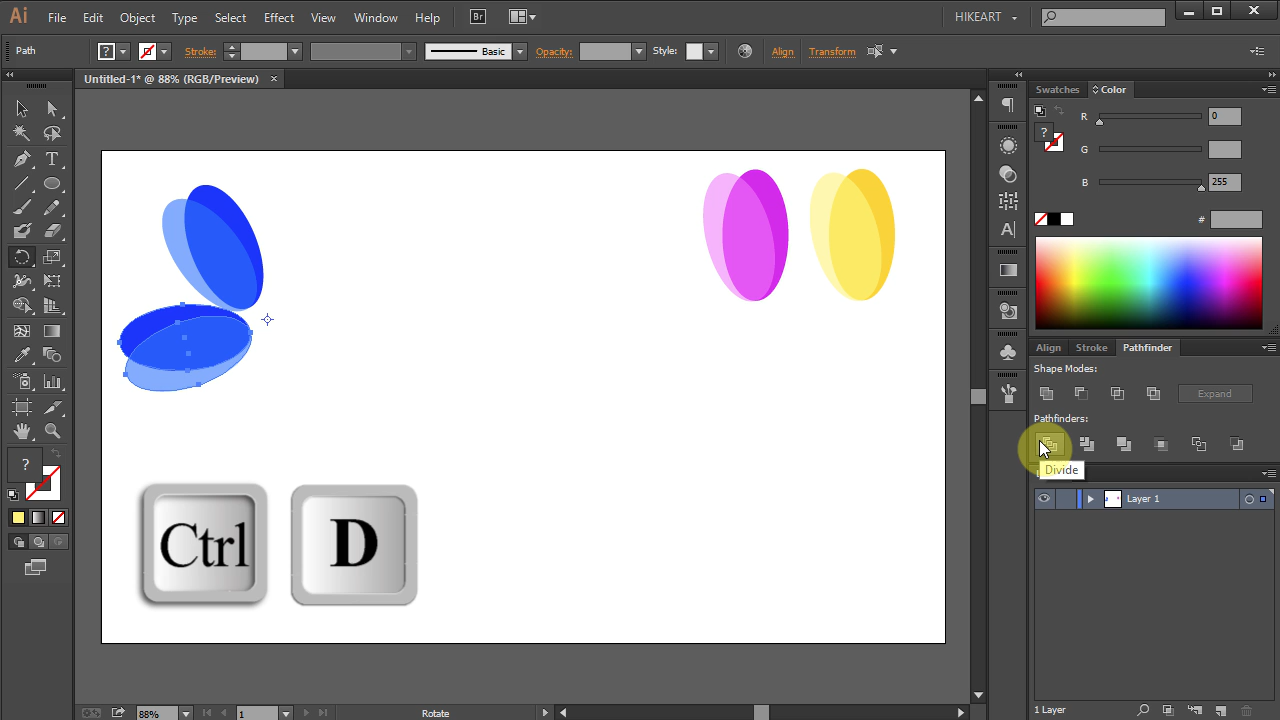 Ai File Edit Object Type Select Effect View Window Help Br HIKEART
Path ? Stroke: Basic Opacity: Style: Align Transform
Untitled-1* @ 88% (RGB/Preview) ×
Swatches Color
R 0
? G
B 255
#
Align Stroke Pathfinder
Shape Modes:
Expand
Pathfinders:
Divide
Layer 1
?
Ctrl D
1 Layer
88% 1 Rotate